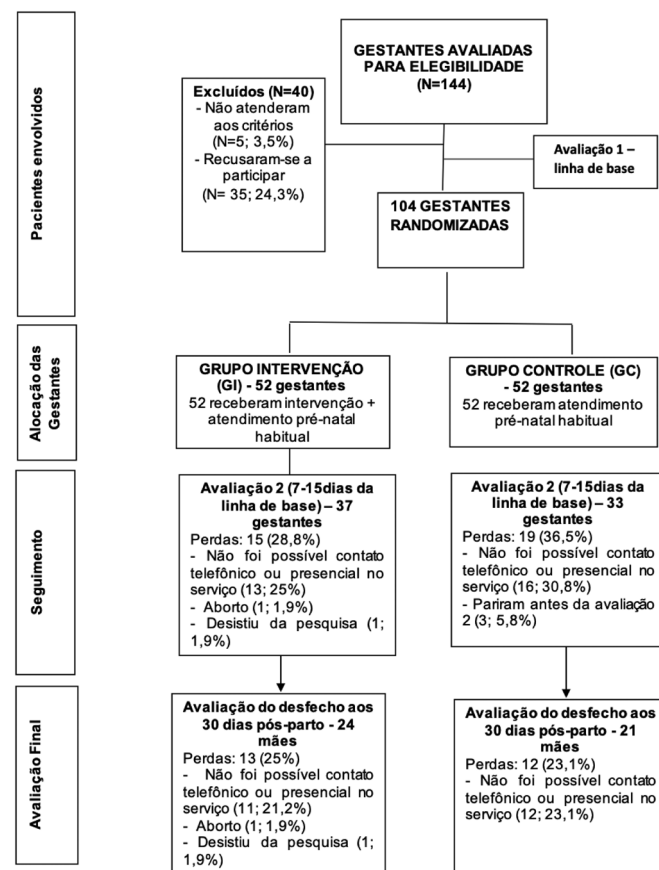 Pacientes envolvidos
GESTANTES AVALIADAS
PARA ELEGIBILIDADE
(N=144)
Excluídos (N=40)
- Não atenderam
aos critérios
(N=5; 3,5%)
- Recusaram-se a
participar
(N= 35; 24,3%)
Avaliação 1 –
linha de base
104 GESTANTES
RANDOMIZADAS
Alocação das
Gestantes
GRUPO INTERVENÇÃO
(GI) - 52 gestantes
52 receberam intervenção +
atendimento pré-natal
habitual
GRUPO CONTROLE (GC)
- 52 gestantes
52 receberam atendimento
pré-natal habitual
Seguimento
Avaliação 2 (7-15dias da
linha de base) – 37
gestantes
Perdas: 15 (28,8%)
- Não foi possível contato
telefônico ou presencial no
serviço (13; 25%)
- Aborto (1; 1,9%)
- Desistiu da pesquisa (1;
1,9%)
Avaliação 2 (7-15dias da
linha de base) – 33
gestantes
Perdas: 19 (36,5%)
- Não foi possível contato
telefônico ou presencial no
serviço (16; 30,8%)
- Pariram antes da avaliação
2 (3; 5,8%)
Avaliação Final
Avaliação do desfecho aos
30 dias pós-parto - 24
mães
Perdas: 13 (25%)
- Não foi possível contato
telefônico ou presencial no
serviço (11; 21,2%)
- Aborto (1; 1,9%)
- Desistiu da pesquisa (1;
1,9%)
Avaliação do desfecho aos
30 dias pós-parto - 21
mães
Perdas: 12 (23,1%)
- Não foi possível contato
telefônico ou presencial no
serviço (12; 23,1%)